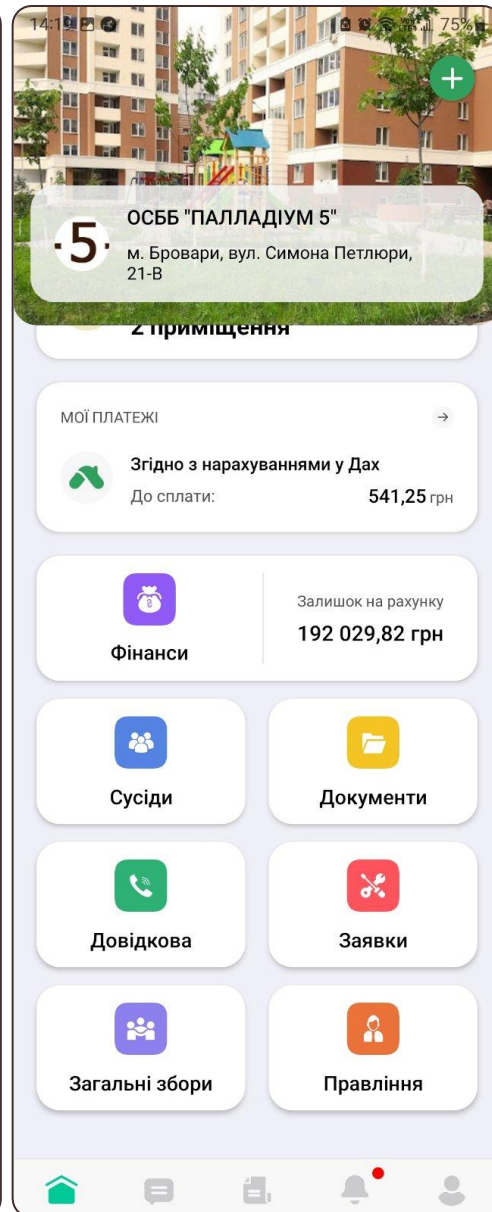 14:19 75%
ОСББ "ПАЛЛАДІУМ 5"
·5·
м. Бровари, вул. Симона Петлюри,
21-В
2 приміщення
МОЇ ПЛАТЕЖІ
Згідно з нарахуваннями у Дах
До сплати: 541,25 грн
Залишок на рахунку
192 029,82 грн
Фінанси
Сусіди Документи
Довідкова Заявки
Загальні збори Правління